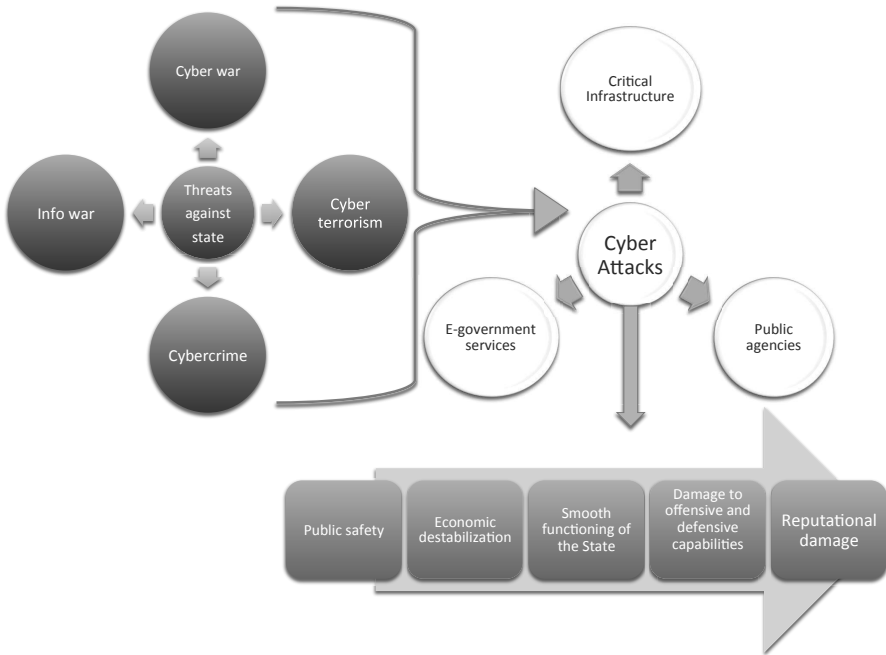 Cyber war
Info war
Threats
against
state
Cyber
terrorism
Cybercrime
Critical
Infrastructure
Cyber
Attacks
E-government
services
Public
agencies
Public safety
Economic
destabilization
Smooth
functioning of
the State
Damage to
offensive and
defensive
capabilities
Reputational
damage